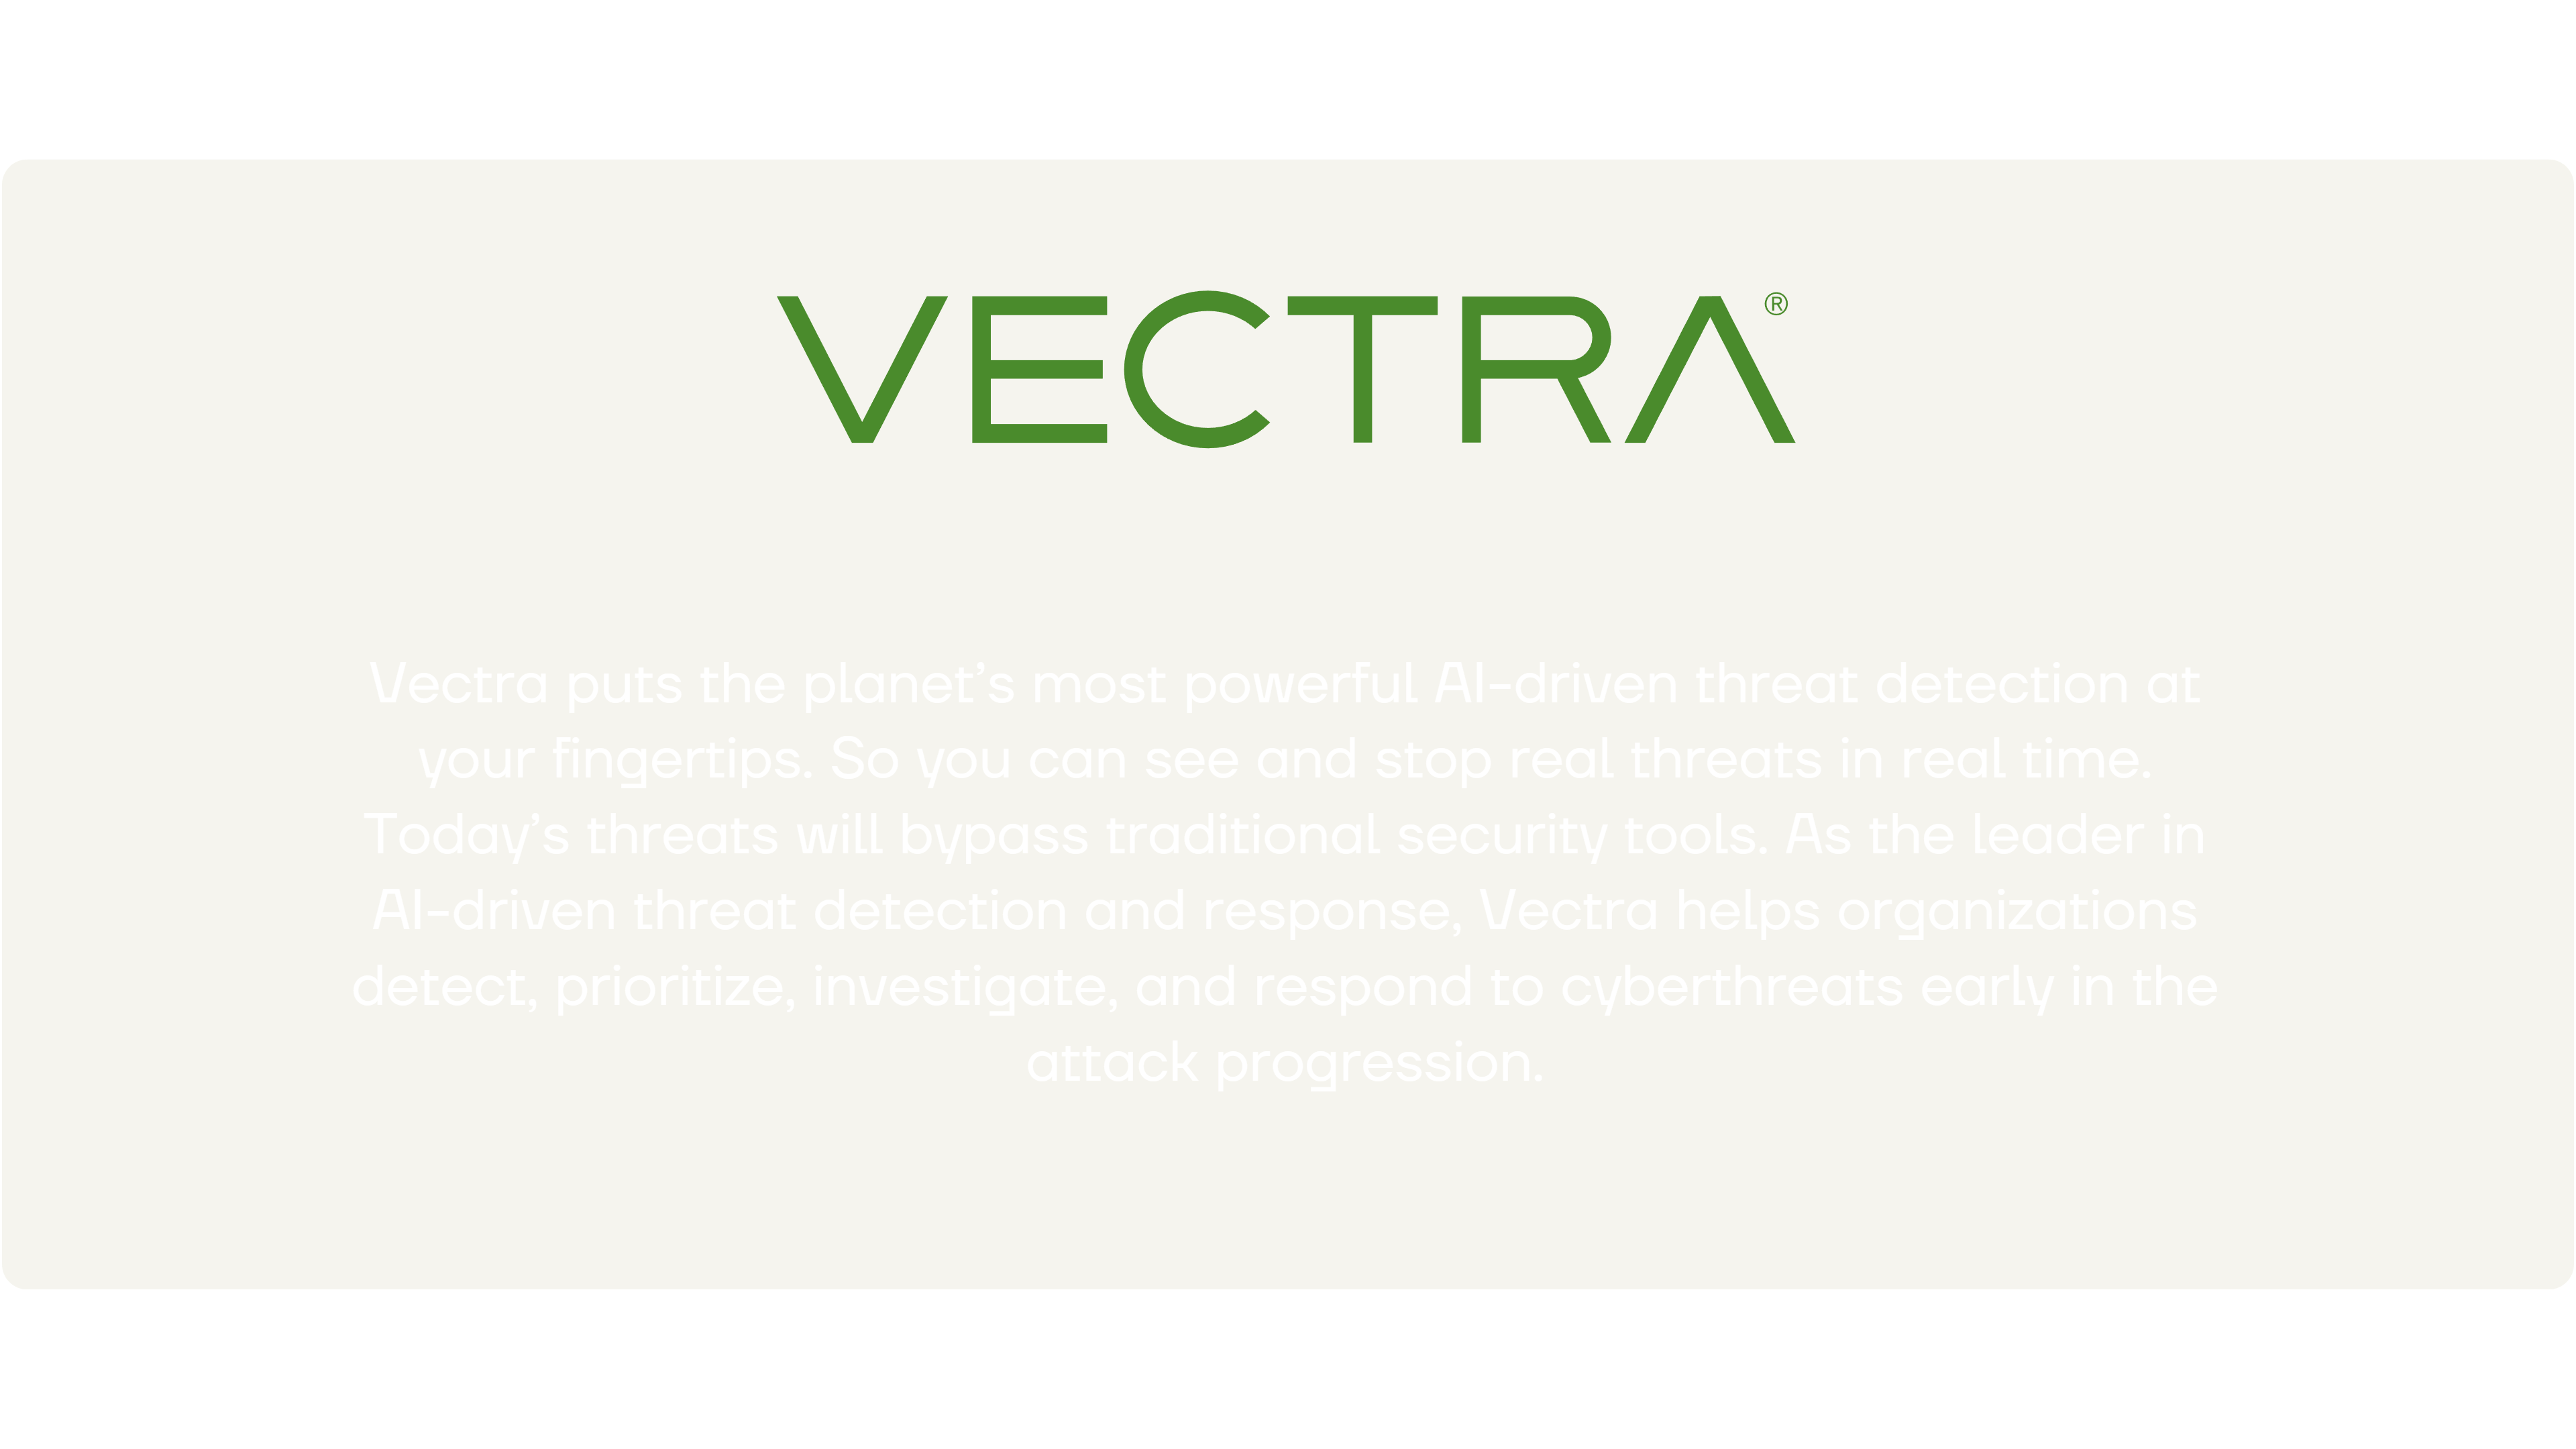 VECTRA®
Vectra puts the planet’s most powerful AI-driven threat detection at
your fingertips. So you can see and stop real threats in real time.
Today’s threats will bypass traditional security tools. As the leader in
AI-driven threat detection and response, Vectra helps organizations
detect, prioritize, investigate, and respond to cyberthreats early in the
attack progression.